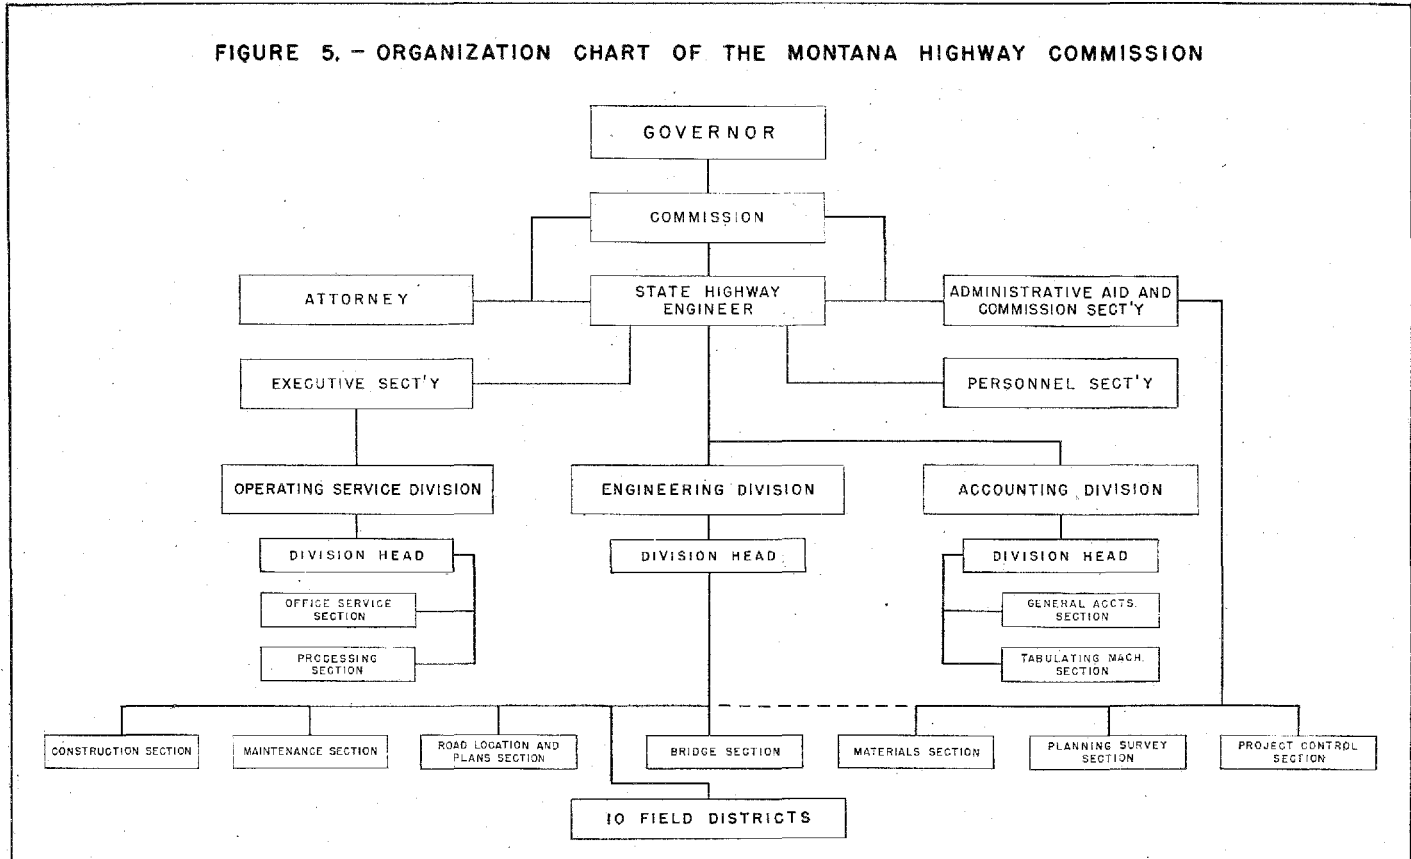 FIGURE 5. - ORGANIZATION CHART OF THE MONTANA HIGHWAY COMMISSION
GOVERNOR
COMMISSION
ATTORNEY
STATE HIGHWAY
ENGINEER
ADMINISTRATIVE AID AND
COMMISSION SECT'Y
EXECUTIVE SECT'Y
PERSONNEL SECT'Y
OPERATING SERVICE DIVISION
ENGINEERING DIVISION
ACCOUNTING DIVISION
DIVISION HEAD
DIVISION HEAD
DIVISION HEAD
OFFICE SERVICE
SECTION
GENERAL ACCTS.
SECTION
PROCESSING
SECTION
TABULATING MACH.
SECTION
CONSTRUCTION SECTION
MAINTENANCE SECTION
ROAD LOCATION AND
PLANS SECTION
BRIDGE SECTION
MATERIALS SECTION
PLANNING SURVEY
SECTION
PROJECT CONTROL
SECTION
10 FIELD DISTRICTS